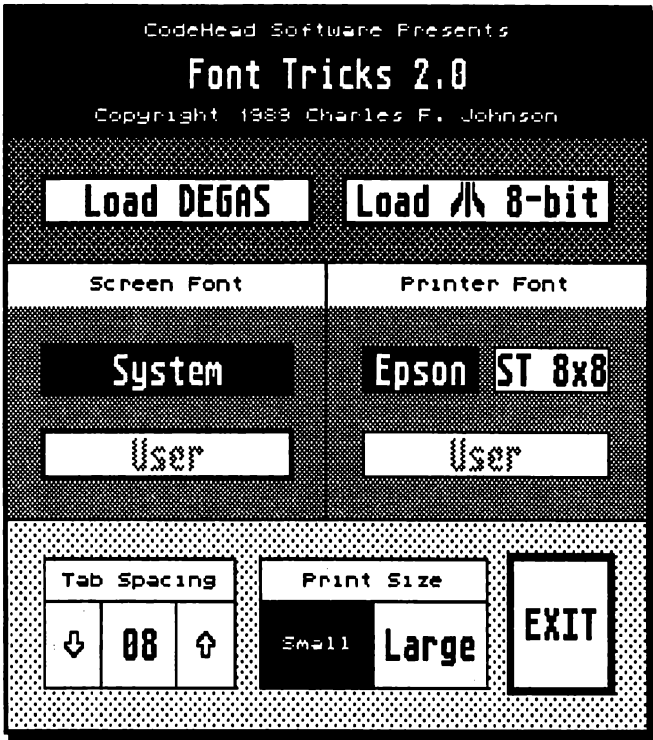 CodeHead Software Presents
Font Tricks 2.0
Copyright 1989 Charles F. Johnson
Load DEGAS
Load 8-bit
Screen Font
Printer Font
System
Epson
ST 8x8
User
User
Tab Spacing
Print Size
08
Small
Large
EXIT